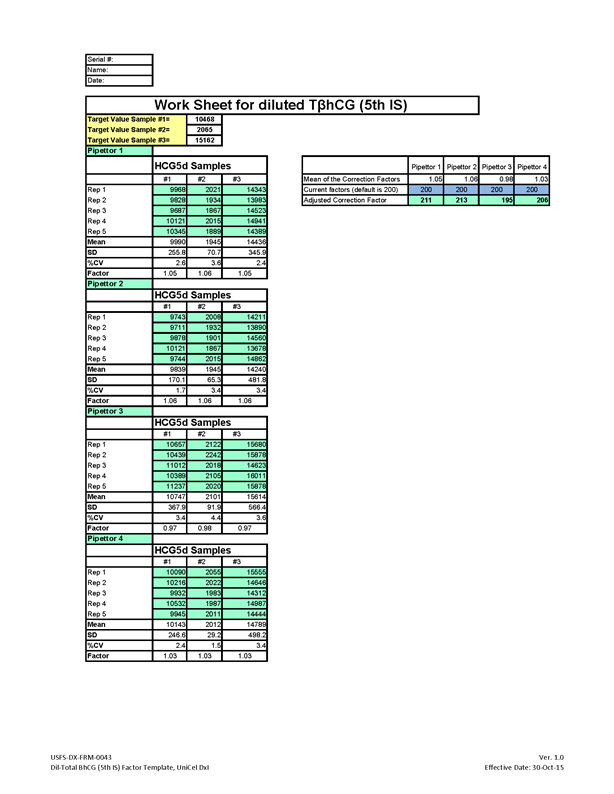 Serial #:
Name:
Date:
Work Sheet for diluted TβhCG (5th IS)
Target Value Sample #1= 10468
Target Value Sample #2= 2065
Target Value Sample #3= 15162
Pipettor 1
HCG5d Samples
#1 #2 #3
Rep 1 9968 2021 14343
Rep 2 9828 1934 13983
Rep 3 9687 1867 14523
Rep 4 10121 2015 14941
Rep 5 10345 1889 14389
Mean 9990 1945 14436
SD 255.8 70.7 345.9
%CV 2.6 3.6 2.4
Factor 1.05 1.06 1.05
Pipettor 1 Pipettor 2 Pipettor 3 Pipettor 4
Mean of the Correction Factors 1.05 1.06 0.98 1.03
Current factors (default is 200) 200 200 200 200
Adjusted Correction Factor 211 213 195 206
Pipettor 2
HCG5d Samples
#1 #2 #3
Rep 1 9743 2008 14211
Rep 2 9711 1932 13890
Rep 3 9878 1901 14560
Rep 4 10121 1867 13678
Rep 5 9744 2015 14862
Mean 9839 1945 14240
SD 170.1 65.3 481.8
%CV 1.7 3.4 3.4
Factor 1.06 1.06 1.06
Pipettor 3
HCG5d Samples
#1 #2 #3
Rep 1 10657 2122 15680
Rep 2 10439 2242 15878
Rep 3 11012 2018 14623
Rep 4 10389 2105 16011
Rep 5 11237 2020 15878
Mean 10747 2101 15614
SD 367.9 91.9 566.4
%CV 3.4 4.4 3.6
Factor 0.97 0.98 0.97
Pipettor 4
HCG5d Samples
#1 #2 #3
Rep 1 10090 2055 15555
Rep 2 10216 2022 14646
Rep 3 9932 1983 14312
Rep 4 10532 1987 14987
Rep 5 9945 2011 14444
Mean 10143 2012 14789
SD 246.6 29.2 498.2
%CV 2.4 1.5 3.4
Factor 1.03 1.03 1.03
USFS-DX-FRM-0043 Ver. 1.0
Dil-Total BhCG (5th IS) Factor Template, UniCel DxI Effective Date: 30-Oct-15